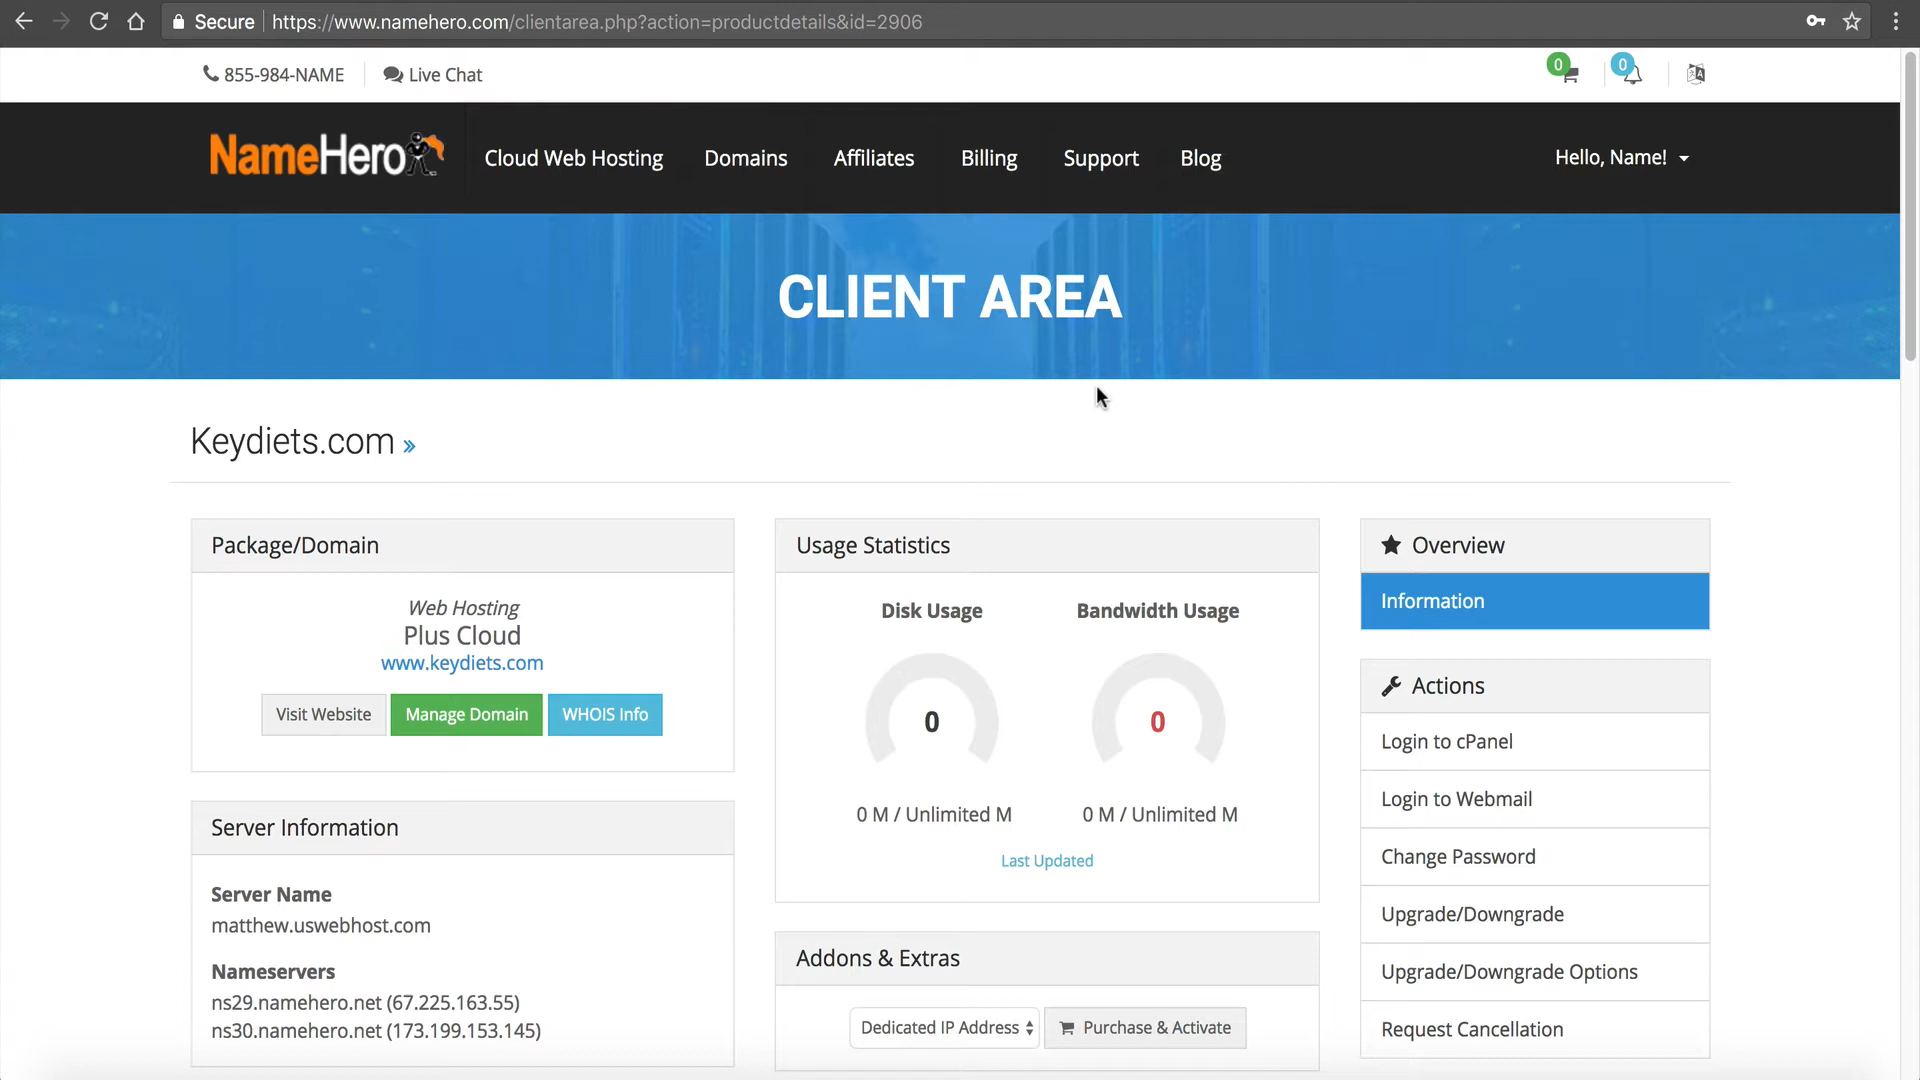 Secure https://www.namehero.com/clientarea.php?action=productdetails&id=2906
855-984-NAME Live Chat 0 0
NameHero Cloud Web Hosting Domains Affiliates Billing Support Blog Hello, Name!
CLIENT AREA
Keydiets.com »
Package/Domain
Web Hosting
Plus Cloud
www.keydiets.com
Visit Website Manage Domain WHOIS Info
Server Information
Server Name
matthew.uswebhost.com
Nameservers
ns29.namehero.net (67.225.163.55)
ns30.namehero.net (173.199.153.145)
Usage Statistics
Disk Usage Bandwidth Usage
0 0
0 M / Unlimited M 0 M / Unlimited M
Last Updated
Addons & Extras
Dedicated IP Address Purchase & Activate
Overview
Information
Actions
Login to cPanel
Login to Webmail
Change Password
Upgrade/Downgrade
Upgrade/Downgrade Options
Request Cancellation